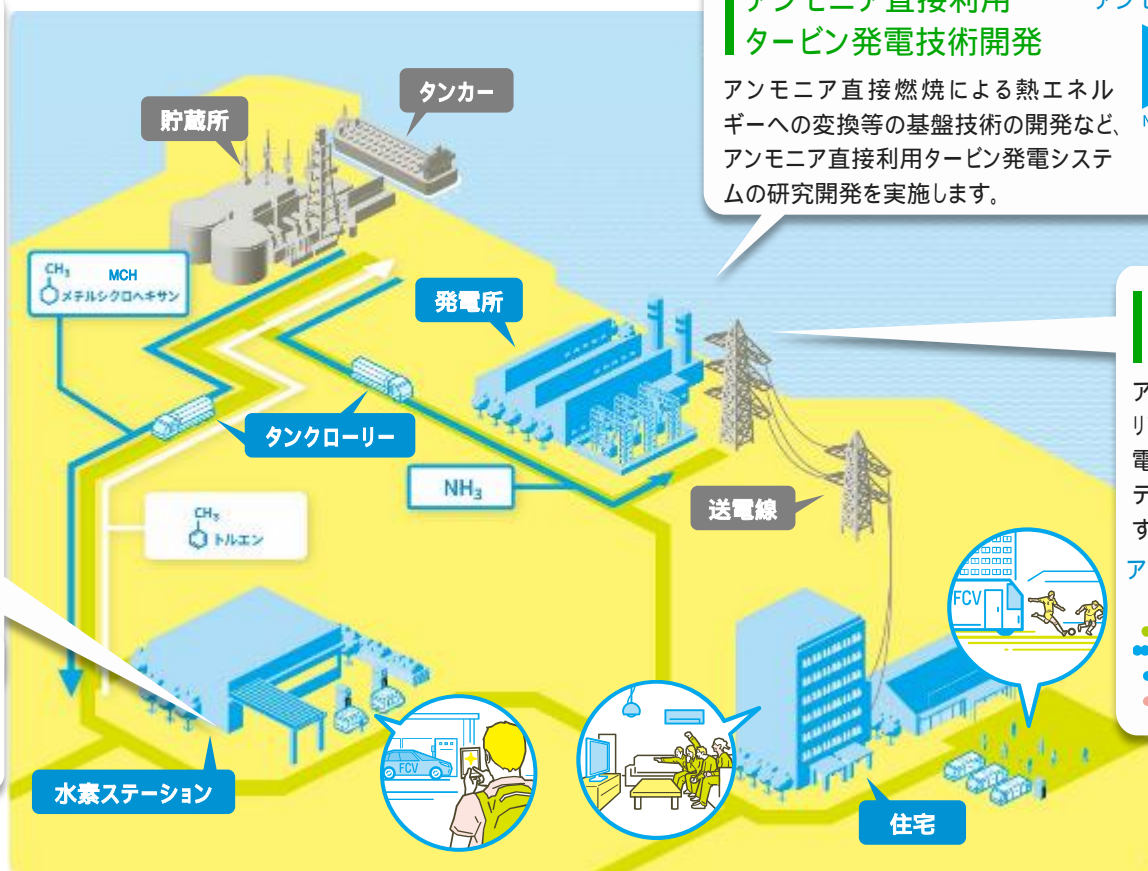 アンモニア直接利用
タービン発電技術開発
アンモニア直接燃焼による熱エネル
ギーへの変換等の基盤技術の開発など、
アンモニア直接利用タービン発電システ
ムの研究開発を実施します。
タンカー
貯蔵所
CH₃ MCH
メチルシクロヘキサン
発電所
タンクローリー
NH₃
送電線
CH₃
トルエン
FCV
FCV
水素ステーション
住宅
ア
リ
電
テ
す
ア